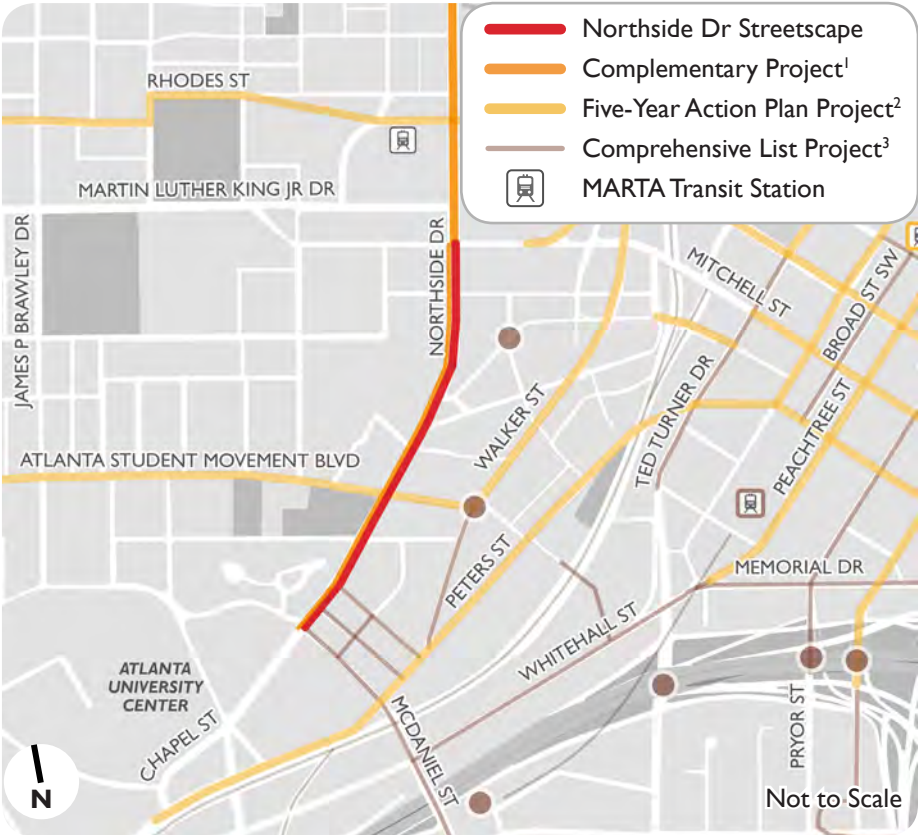 Northside Dr Streetscape
Complementary Project¹
Five-Year Action Plan Project²
Comprehensive List Project³
MARTA Transit Station
RHODES ST
MARTIN LUTHER KING JR DR
JAMES P BRAWLEY DR
NORTHSIDE DR
MITCHELL ST
BROAD ST SW
TED TURNER DR
PEACHTREE ST
WALKER ST
ATLANTA STUDENT MOVEMENT BLVD
PETERS ST
MEMORIAL DR
WHITEHALL ST
ATLANTA
UNIVERSITY
CENTER
CHAPEL ST
MCDANIEL ST
PRYOR ST
N
Not to Scale